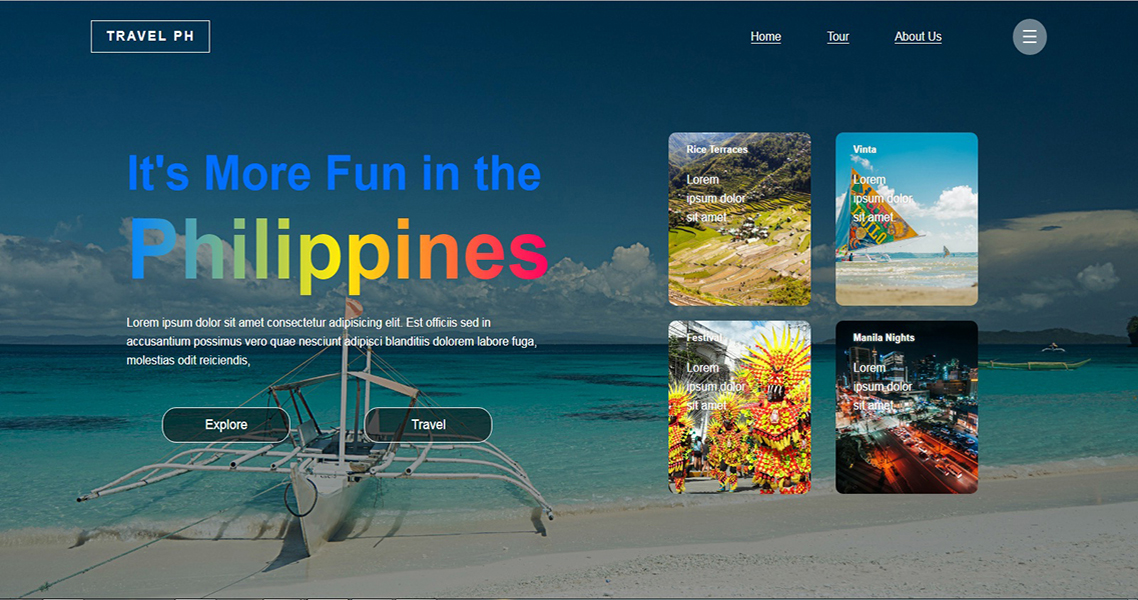 TRAVEL PH
Home
Tour
About Us
It's More Fun in the
Philippines
Lorem ipsum dolor sit amet consectetur adipisicing elit. Est officiis sed in
accusantium possimus vero quae nesciunt adipisci blanditiis dolorem labore fuga,
molestias odit reiciendis,
Explore
Travel
Rice Terraces
Lorem
ipsum dolor
sit amet
Vinta
Lorem
ipsum dolor
sit amet
Festival
Lorem
ipsum dolor
sit amet
Manila Nights
Lorem
ipsum dolor
sit amet